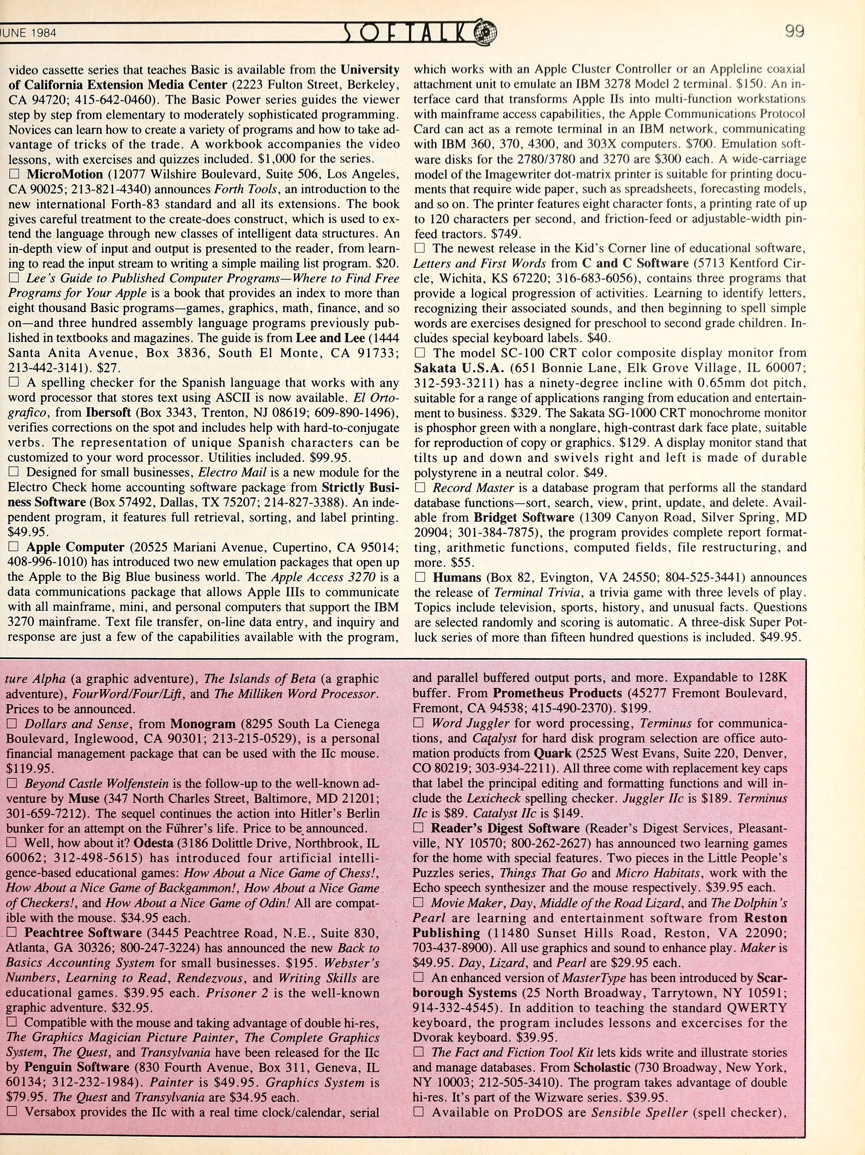 JUNE 1984
SOFTALK
99
video cassette series that teaches Basic is available from the University
of California Extension Media Center (2223 Fulton Street, Berkeley,
CA 94720; 415-642-0460). The Basic Power series guides the viewer
step by step from elementary to moderately sophisticated programming.
Novices can learn how to create a variety of programs and how to take ad-
vantage of tricks of the trade. A workbook accompanies the video
lessons, with exercises and quizzes included. $1,000 for the series.
□ MicroMotion (12077 Wilshire Boulevard, Suite 506, Los Angeles,
CA 90025; 213-821-4340) announces Forth Tools, an introduction to the
new international Forth-83 standard and all its extensions. The book
gives careful treatment to the create-does construct, which is used to ex-
tend the language through new classes of intelligent data structures. An
in-depth view of input and output is presented to the reader, from learn-
ing to read the input stream to writing a simple mailing list program. $20.
□ Lee's Guide to Published Computer Programs—Where to Find Free
Programs for Your Apple is a book that provides an index to more than
eight thousand Basic programs—games, graphics, math, finance, and so
on—and three hundred assembly language programs previously pub-
lished in textbooks and magazines. The guide is from Lee and Lee (1444
Santa Anita Avenue, Box 3836, South El Monte, CA 91733;
213-442-3141). $27.
□ A spelling checker for the Spanish language that works with any
word processor that stores text using ASCII is now available. El Orto-
grafico, from Ibersoft (Box 3343, Trenton, NJ 08619; 609-890-1496),
verifies corrections on the spot and includes help with hard-to-conjugate
verbs. The representation of unique Spanish characters can be
customized to your word processor. Utilities included. $99.95.
□ Designed for small businesses, Electro Mail is a new module for the
Electro Check home accounting software package from Strictly Busi-
ness Software (Box 57492, Dallas, TX 75207; 214-827-3388). An inde-
pendent program, it features full retrieval, sorting, and label printing.
$49.95.
□ Apple Computer (20525 Mariani Avenue, Cupertino, CA 95014;
408-996-1010) has introduced two new emulation packages that open up
the Apple to the Big Blue business world. The Apple Access 3270 is a
data communications package that allows Apple IIIs to communicate
with all mainframe, mini, and personal computers that support the IBM
3270 mainframe. Text file transfer, on-line data entry, and inquiry and
response are just a few of the capabilities available with the program,
which works with an Apple Cluster Controller or an Appleline coaxial
attachment unit to emulate an IBM 3278 Model 2 terminal. $150. An in-
terface card that transforms Apple IIs into multi-function workstations
with mainframe access capabilities, the Apple Communications Protocol
Card can act as a remote terminal in an IBM network, communicating
with IBM 360, 370, 4300, and 303X computers. $700. Emulation soft-
ware disks for the 2780/3780 and 3270 are $300 each. A wide-carriage
model of the Imagewriter dot-matrix printer is suitable for printing docu-
ments that require wide paper, such as spreadsheets, forecasting models,
and so on. The printer features eight character fonts, a printing rate of up
to 120 characters per second, and friction-feed or adjustable-width pin-
feed tractors. $749.
□ The newest release in the Kid's Corner line of educational software,
Letters and First Words from C and C Software (5713 Kentford Cir-
cle, Wichita, KS 67220; 316-683-6056), contains three programs that
provide a logical progression of activities. Learning to identify letters,
recognizing their associated sounds, and then beginning to spell simple
words are exercises designed for preschool to second grade children. In-
cludes special keyboard labels. $40.
□ The model SC-100 CRT color composite display monitor from
Sakata U.S.A. (651 Bonnie Lane, Elk Grove Village, IL 60007;
312-593-3211) has a ninety-degree incline with 0.65mm dot pitch,
suitable for a range of applications ranging from education and entertain-
ment to business. $329. The Sakata SG-1000 CRT monochrome monitor
is phosphor green with a nonglare, high-contrast dark face plate, suitable
for reproduction of copy or graphics. $129. A display monitor stand that
tilts up and down and swivels right and left is made of durable
polystyrene in a neutral color. $49.
□ Record Master is a database program that performs all the standard
database functions—sort, search, view, print, update, and delete. Avail-
able from Bridget Software (1309 Canyon Road, Silver Spring, MD
20904; 301-384-7875), the program provides complete report format-
ting, arithmetic functions, computed fields, file restructuring, and
more. $55.
□ Humans (Box 82, Evington, VA 24550; 804-525-3441) announces
the release of Terminal Trivia, a trivia game with three levels of play.
Topics include television, sports, history, and unusual facts. Questions
are selected randomly and scoring is automatic. A three-disk Super Pot-
luck series of more than fifteen hundred questions is included. $49.95.
ture Alpha (a graphic adventure), The Islands of Beta (a graphic
adventure), FourWord/Four/Lift, and The Milliken Word Processor.
Prices to be announced.
□ Dollars and Sense, from Monogram (8295 South La Cienega
Boulevard, Inglewood, CA 90301; 213-215-0529), is a personal
financial management package that can be used with the IIc mouse.
$119.95.
□ Beyond Castle Wolfenstein is the follow-up to the well-known ad-
venture by Muse (347 North Charles Street, Baltimore, MD 21201;
301-659-7212). The sequel continues the action into Hitler's Berlin
bunker for an attempt on the Führer's life. Price to be announced.
□ Well, how about it? Odesta (3186 Dolittle Drive, Northbrook, IL
60062; 312-498-5615) has introduced four artificial intelli-
gence-based educational games: How About a Nice Game of Chess!,
How About a Nice Game of Backgammon!, How About a Nice Game
of Checkers!, and How About a Nice Game of Odin! All are compat-
ible with the mouse. $34.95 each.
□ Peachtree Software (3445 Peachtree Road, N.E., Suite 830,
Atlanta, GA 30326; 800-247-3224) has announced the new Back to
Basics Accounting System for small businesses. $195. Webster's
Numbers, Learning to Read, Rendezvous, and Writing Skills are
educational games. $39.95 each. Prisoner 2 is the well-known
graphic adventure. $32.95.
□ Compatible with the mouse and taking advantage of double hi-res,
The Graphics Magician Picture Painter, The Complete Graphics
System, The Quest, and Transylvania have been released for the IIc
by Penguin Software (830 Fourth Avenue, Box 311, Geneva, IL
60134; 312-232-1984). Painter is $49.95. Graphics System is
$79.95. The Quest and Transylvania are $34.95 each.
□ Versabox provides the IIc with a real time clock/calendar, serial
and parallel buffered output ports, and more. Expandable to 128K
buffer. From Prometheus Products (45277 Fremont Boulevard,
Fremont, CA 94538; 415-490-2370). $199.
□ Word Juggler for word processing, Terminus for communica-
tions, and Catalyst for hard disk program selection are office auto-
mation products from Quark (2525 West Evans, Suite 220, Denver,
CO 80219; 303-934-2211). All three come with replacement key caps
that label the principal editing and formatting functions and will in-
clude the Lexicheck spelling checker. Juggler IIc is $189. Terminus
IIc is $89. Catalyst IIc is $149.
□ Reader's Digest Software (Reader's Digest Services, Pleasant-
ville, NY 10570; 800-262-2627) has announced two learning games
for the home with special features. Two pieces in the Little People's
Puzzles series, Things That Go and Micro Habitats, work with the
Echo speech synthesizer and the mouse respectively. $39.95 each.
□ Movie Maker, Day, Middle of the Road Lizard, and The Dolphin's
Pearl are learning and entertainment software from Reston
Publishing (11480 Sunset Hills Road, Reston, VA 22090;
703-437-8900). All use graphics and sound to enhance play. Maker is
$49.95. Day, Lizard, and Pearl are $29.95 each.
□ An enhanced version of MasterType has been introduced by Scar-
borough Systems (25 North Broadway, Tarrytown, NY 10591;
914-332-4545). In addition to teaching the standard QWERTY
keyboard, the program includes lessons and excercises for the
Dvorak keyboard. $39.95.
□ The Fact and Fiction Tool Kit lets kids write and illustrate stories
and manage databases. From Scholastic (730 Broadway, New York,
NY 10003; 212-505-3410). The program takes advantage of double
hi-res. It's part of the Wizware series. $39.95.
□ Available on ProDOS are Sensible Speller (spell checker),